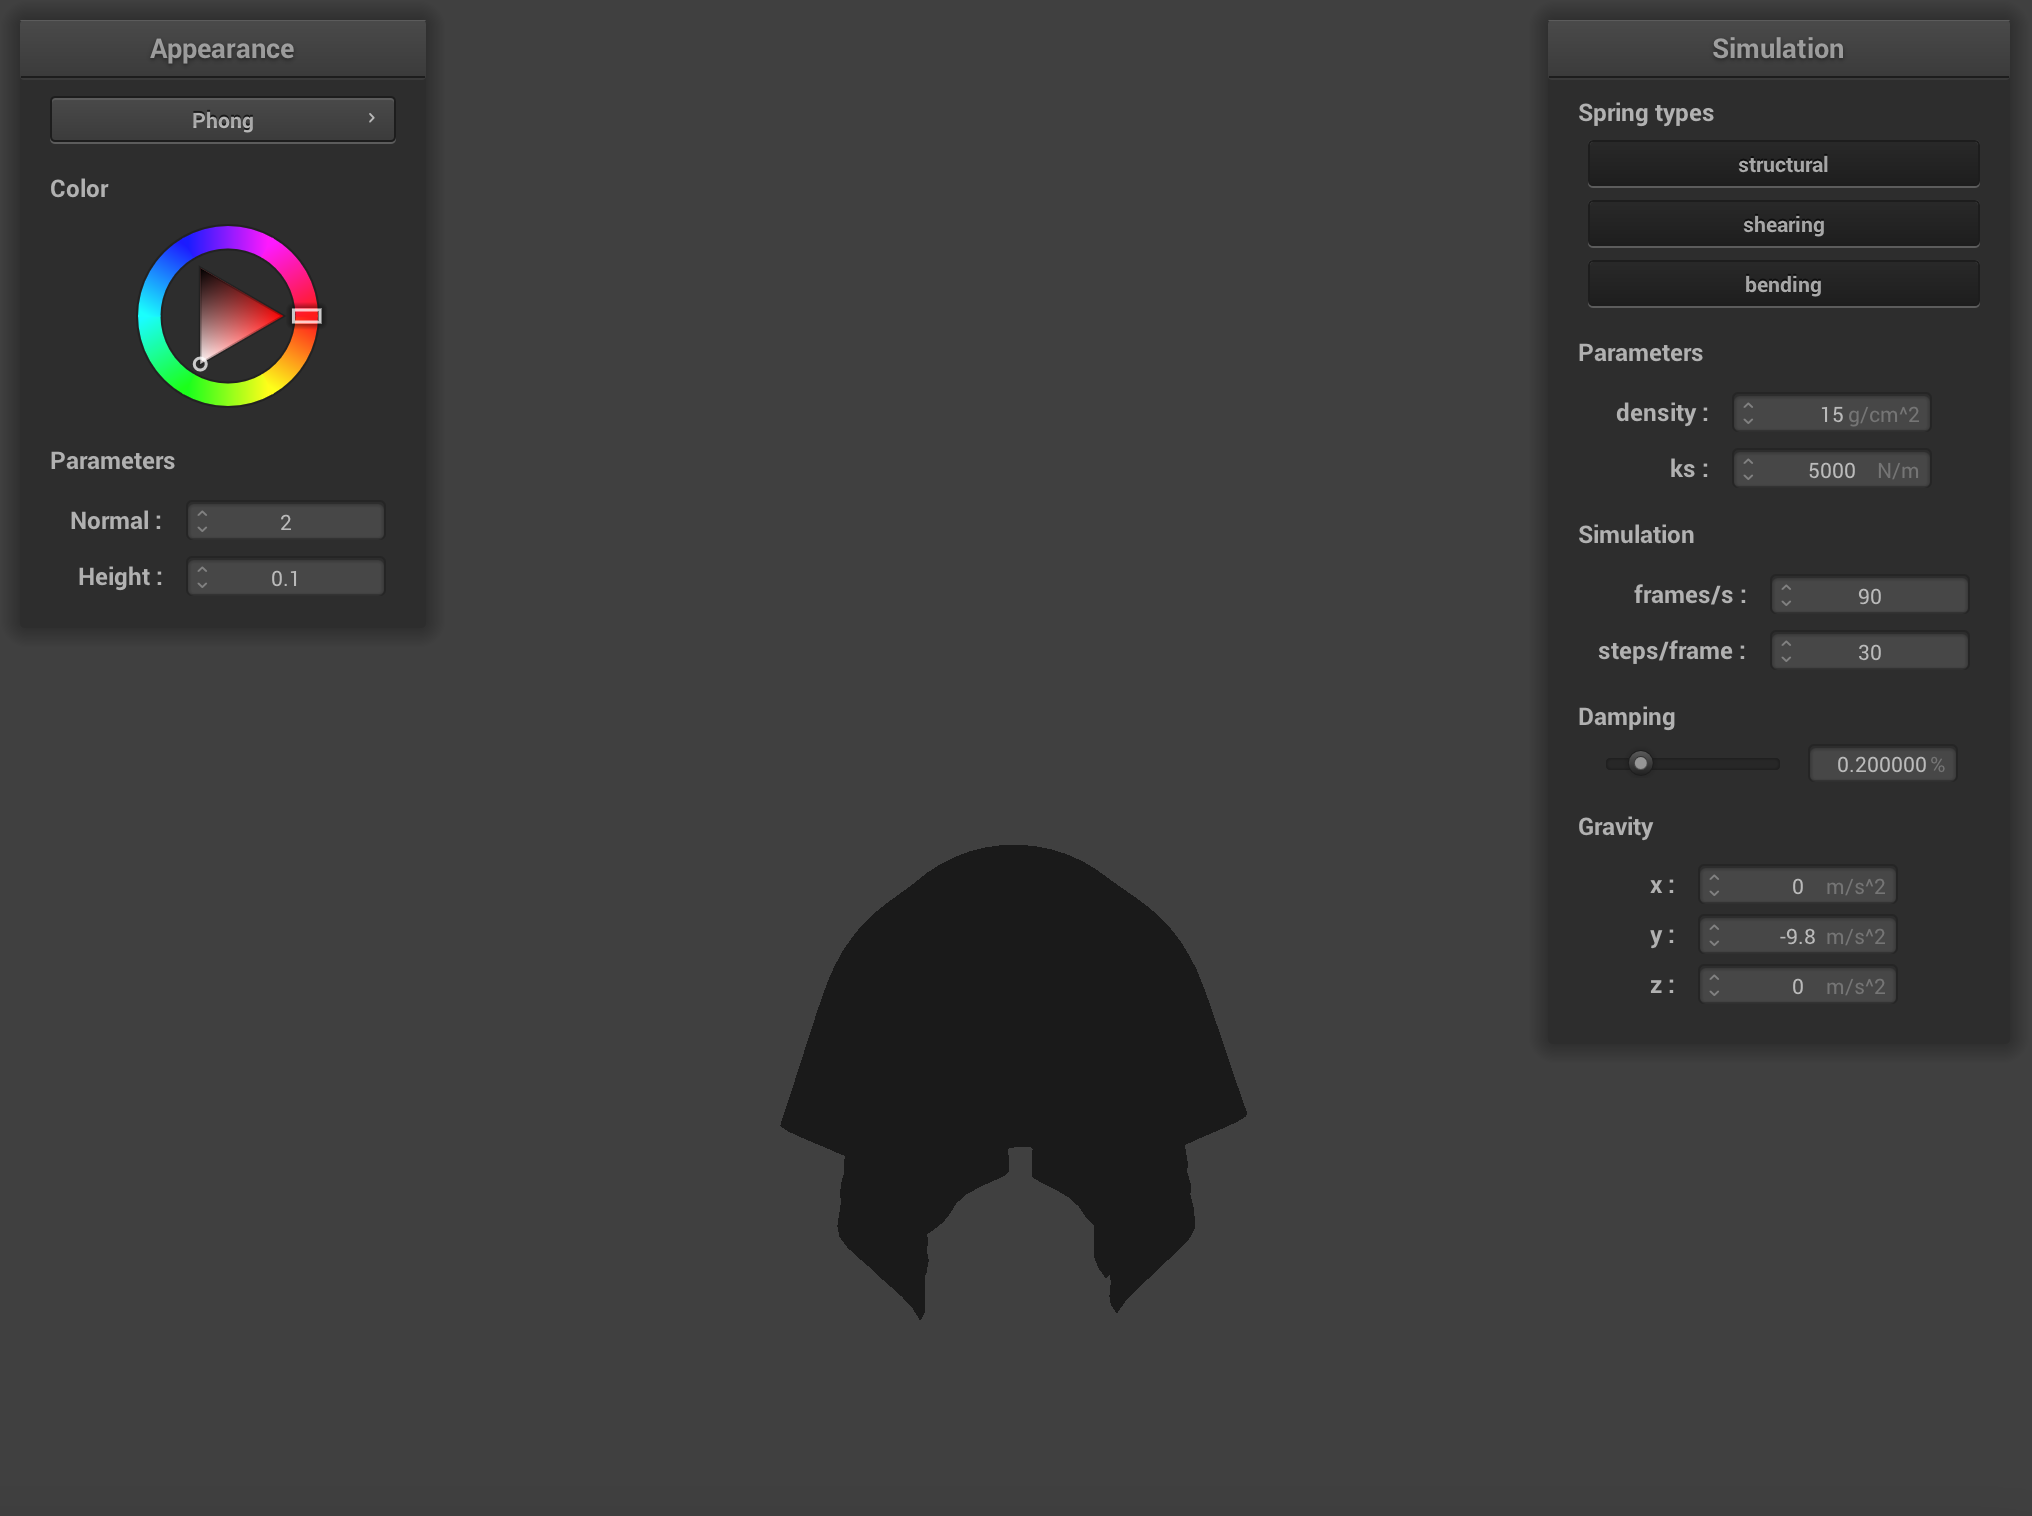 Appearance
Phong
Color
Parameters
Normal : 2
Height : 0.1
Simulation
Spring types
structural
shearing
bending
Parameters
density : 15 g/cm^2
ks : 5000 N/m
Simulation
frames/s : 90
steps/frame : 30
Damping
0.200000 %
Gravity
x : 0 m/s^2
y : -9.8 m/s^2
z : 0 m/s^2